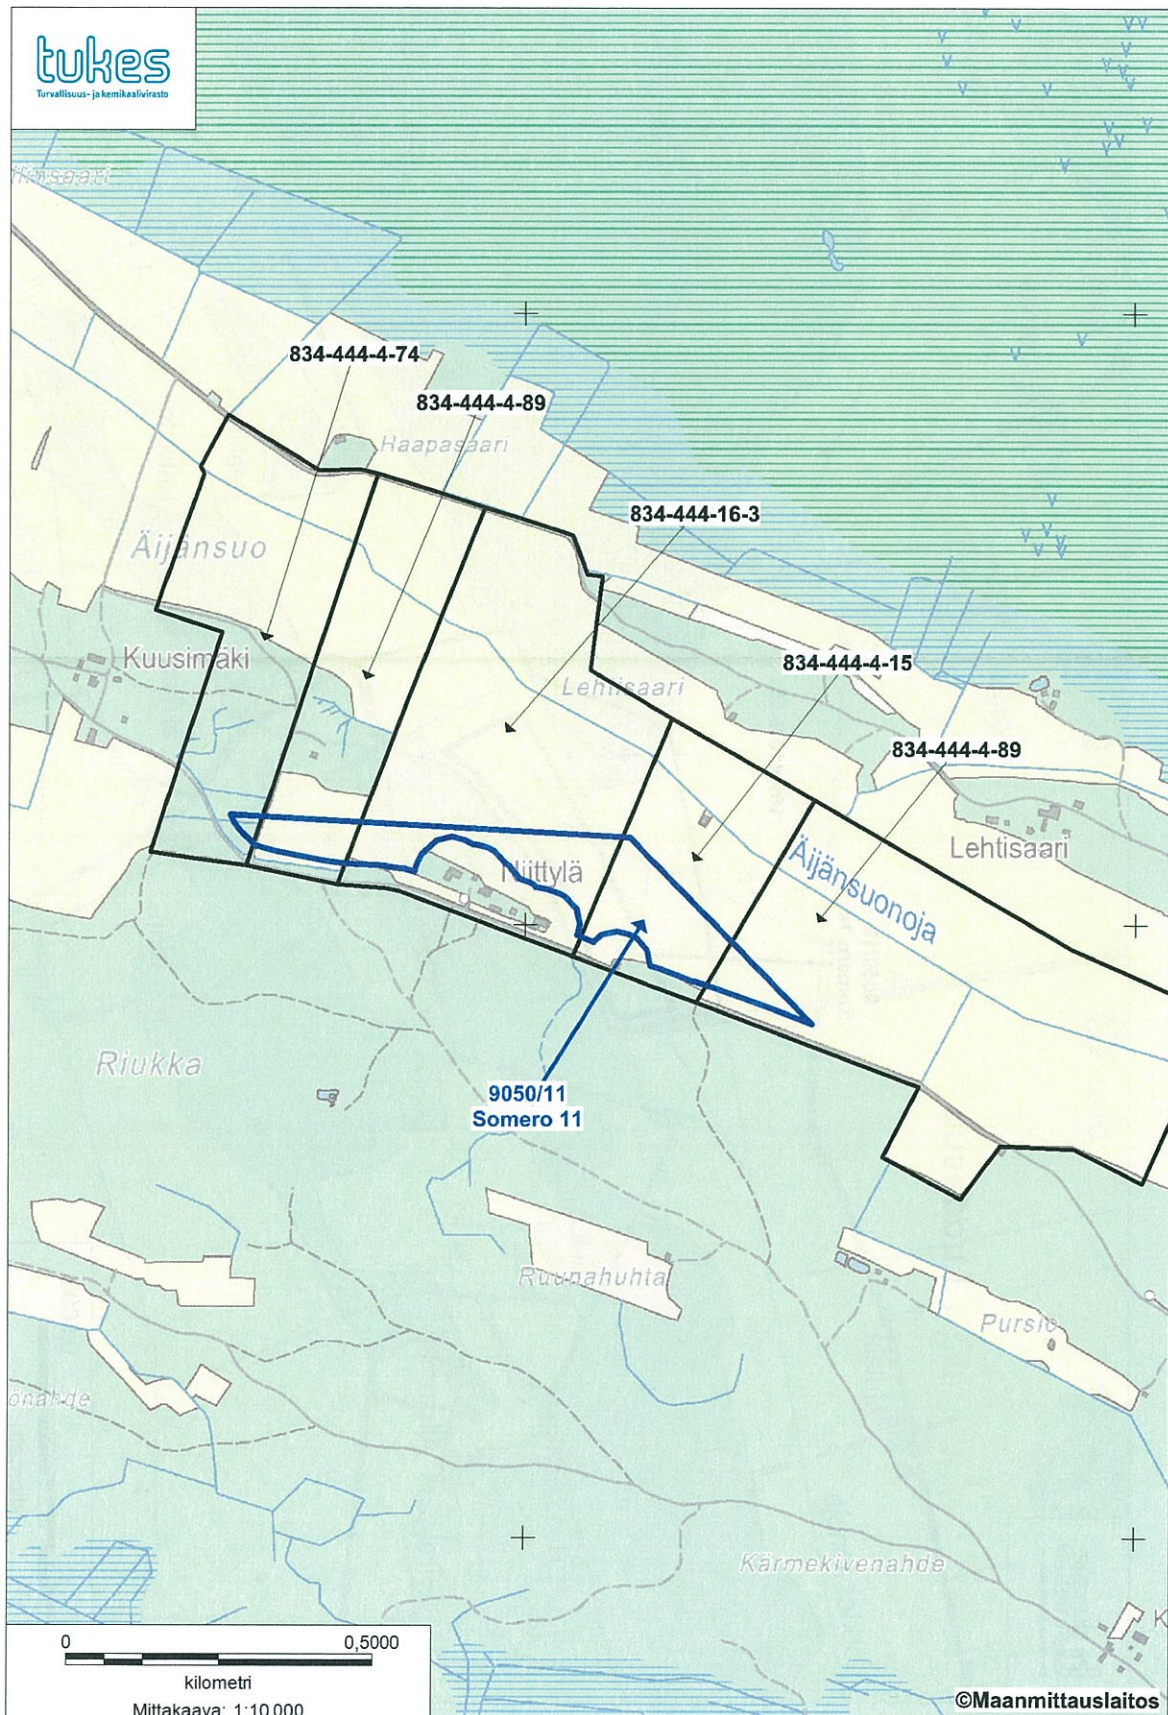 tukes
Turvallisuus- ja kemikaalivirasto
834-444-4-74
834-444-4-89
Haapasaari
834-444-16-3
Äijänsuo
Kuusimäki
834-444-4-15
Lehtisaari
834-444-4-89
Äijänsuonoja
Lehtisaari
Niittylä
Riukka
9050/11
Somero 11
Ruunahuhta
Pursio
Kärmekivenahde
0 0,5000
kilometri
Mittakaava: 1:10 000
©Maanmittauslaitos